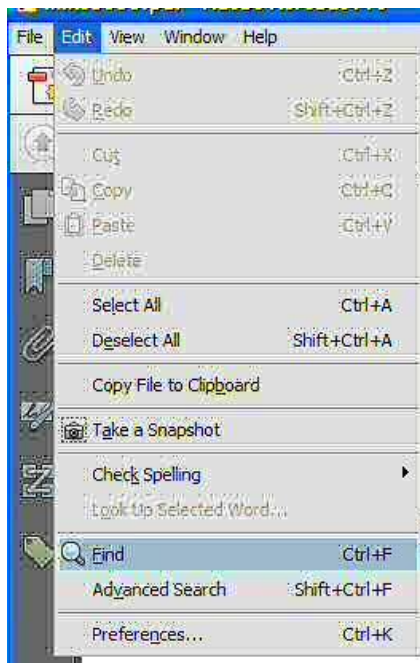 File Edit View Window Help
Undo Ctrl+Z
Redo Shift+Ctrl+Z
Cut Ctrl+X
Copy Ctrl+C
Paste Ctrl+V
Delete
Select All Ctrl+A
Deselect All Shift+Ctrl+A
Copy File to Clipboard
Take a Snapshot
Check Spelling
Look Up Selected Word...
Find Ctrl+F
Advanced Search Shift+Ctrl+F
Preferences... Ctrl+K